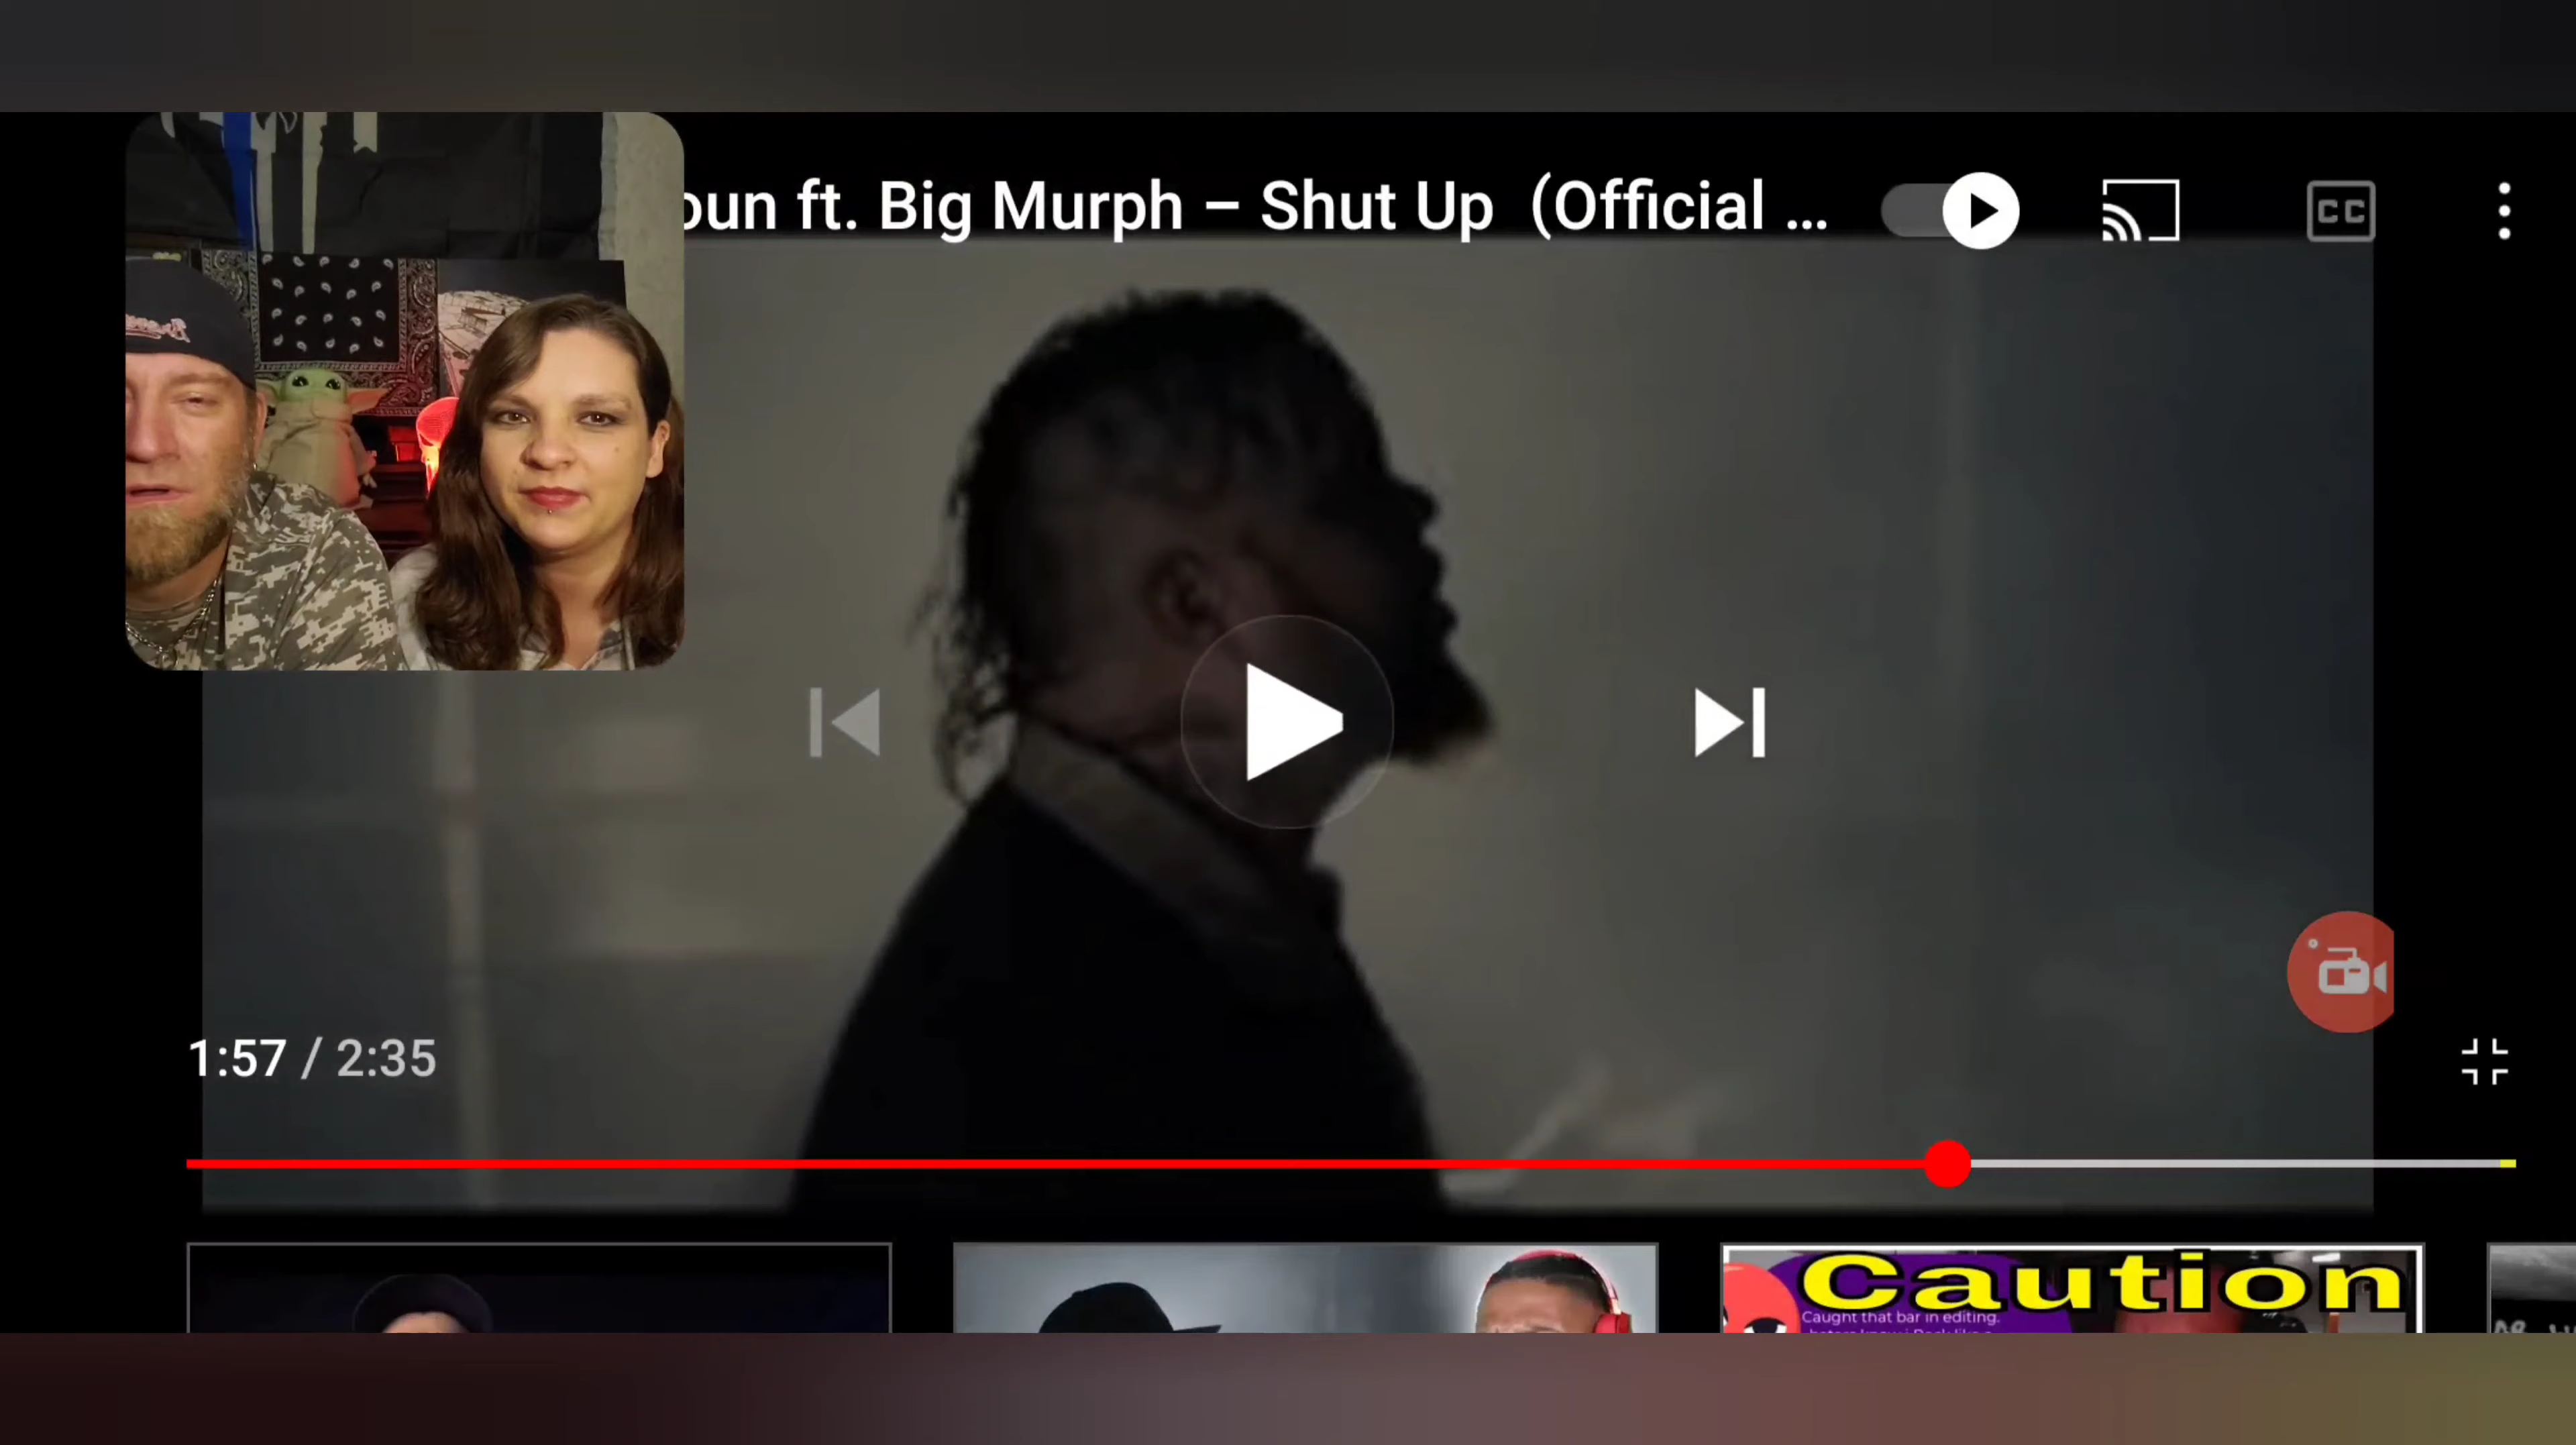 oun ft. Big Murph – Shut Up (Official ...
CC
1:57 / 2:35
Caution
Caught that bar in editing.